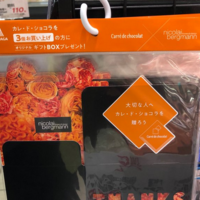 110
カレ・ド・ショコラを
3個お買い上げの方に
オリジナル ギフトBOXプレゼント!
Carré de chocolat
nicolai
bergmann
nicolai
bergmann
大切な人へ
カレ・ド・ショコラを
贈ろう
THANKS